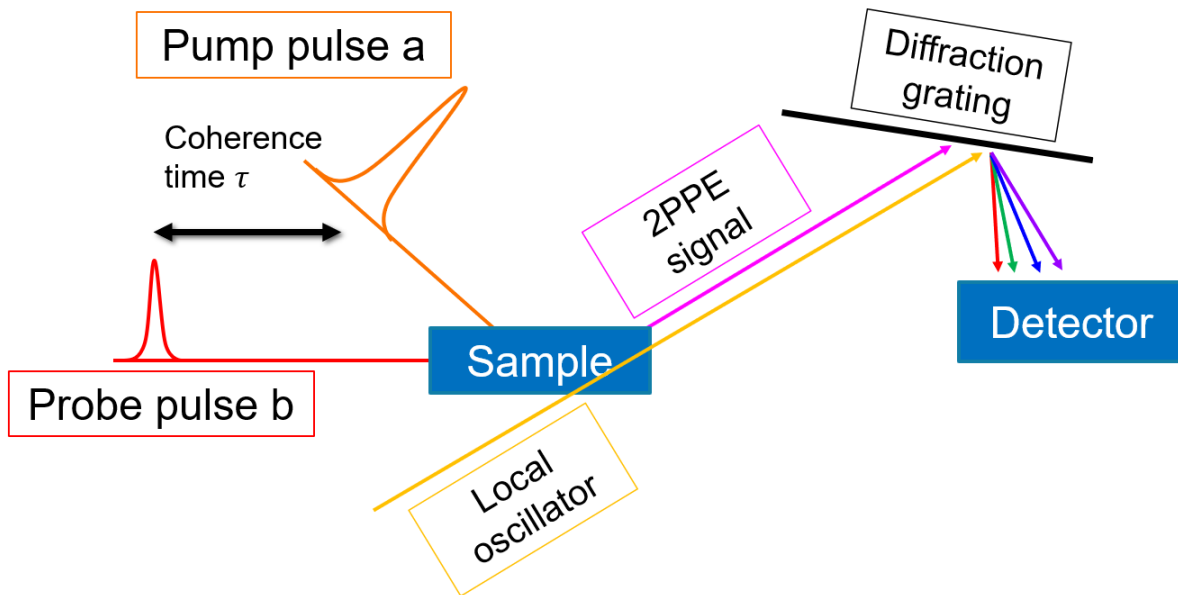 Pump pulse a
Coherence
time τ
Diffraction
grating
2PPE
signal
Sample
Detector
Probe pulse b
Local
oscillator